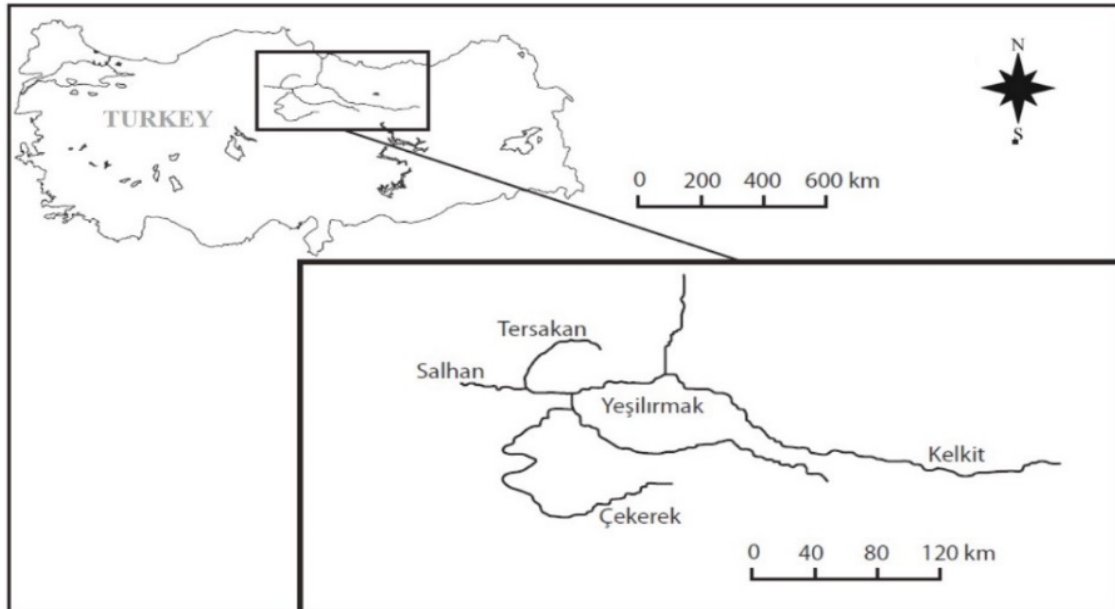 N
TURKEY
S
0 200 400 600 km
Tersakan
Salhan
Yeşilırmak
Kelkit
Çekerek
0 40 80 120 km